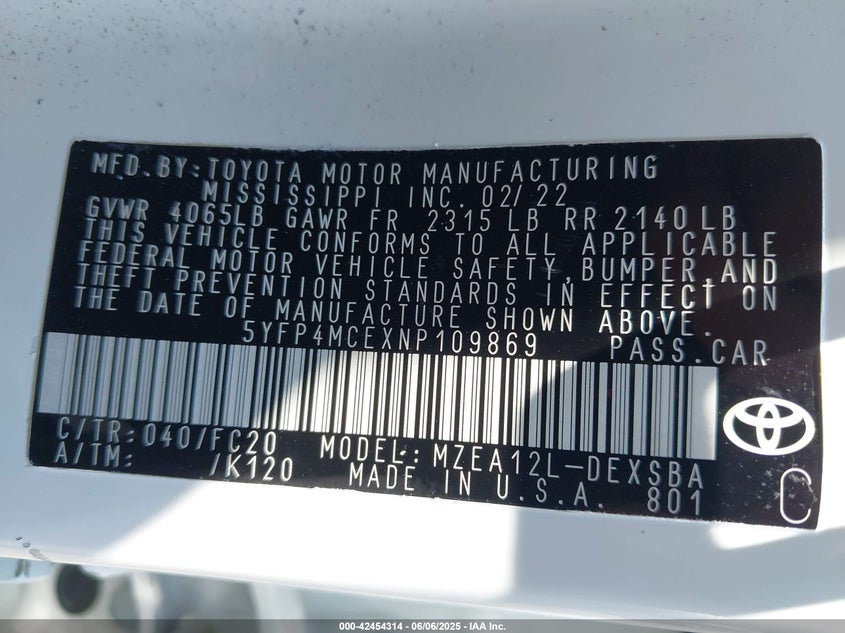 MFD.BY:TOYOTA MOTOR MANUFACTURING
MISSISSIPPI INC. 02/22
GVWR 4065LB GAWR FR 2315 LB RR 2140 LB
THIS VEHICLE CONFORMS TO ALL APPLICABLE
FEDERAL MOTOR VEHICLE SAFETY, BUMPER, AND
THEFT PREVENTION STANDARDS IN EFFECT ON
THE DATE OF MANUFACTURE SHOWN ABOVE.
5YFP4MCEXNP109869 PASS.CAR
C/TR:040/FC20 MODEL:MZEA12L-DEXSBA
A/TM: /K120 MADE IN U.S.A. 801
C
000-42454314 - 06/06/2025 - IAA Inc.